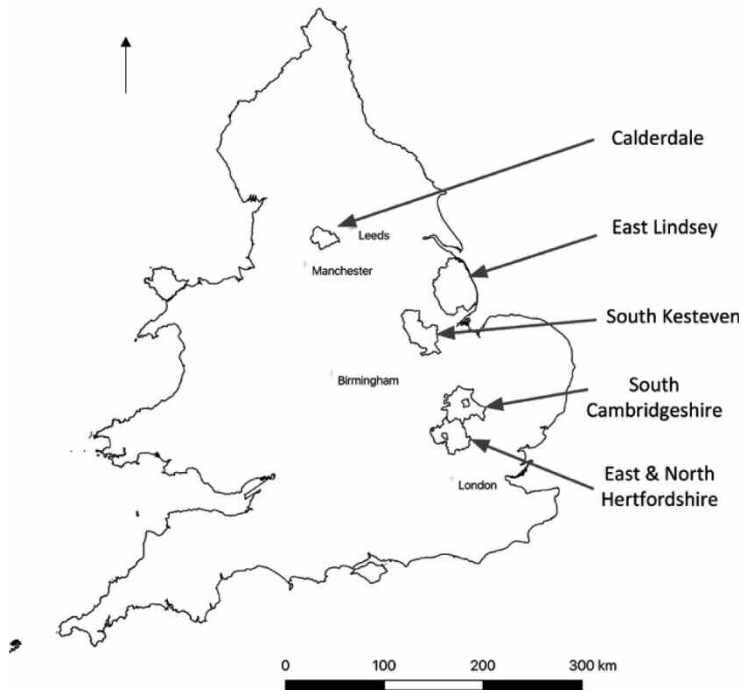 Calderdale
Leeds
East Lindsey
Manchester
South Kesteven
Birmingham
South
Cambridgeshire
East & North
Hertfordshire
London
0 100 200 300 km